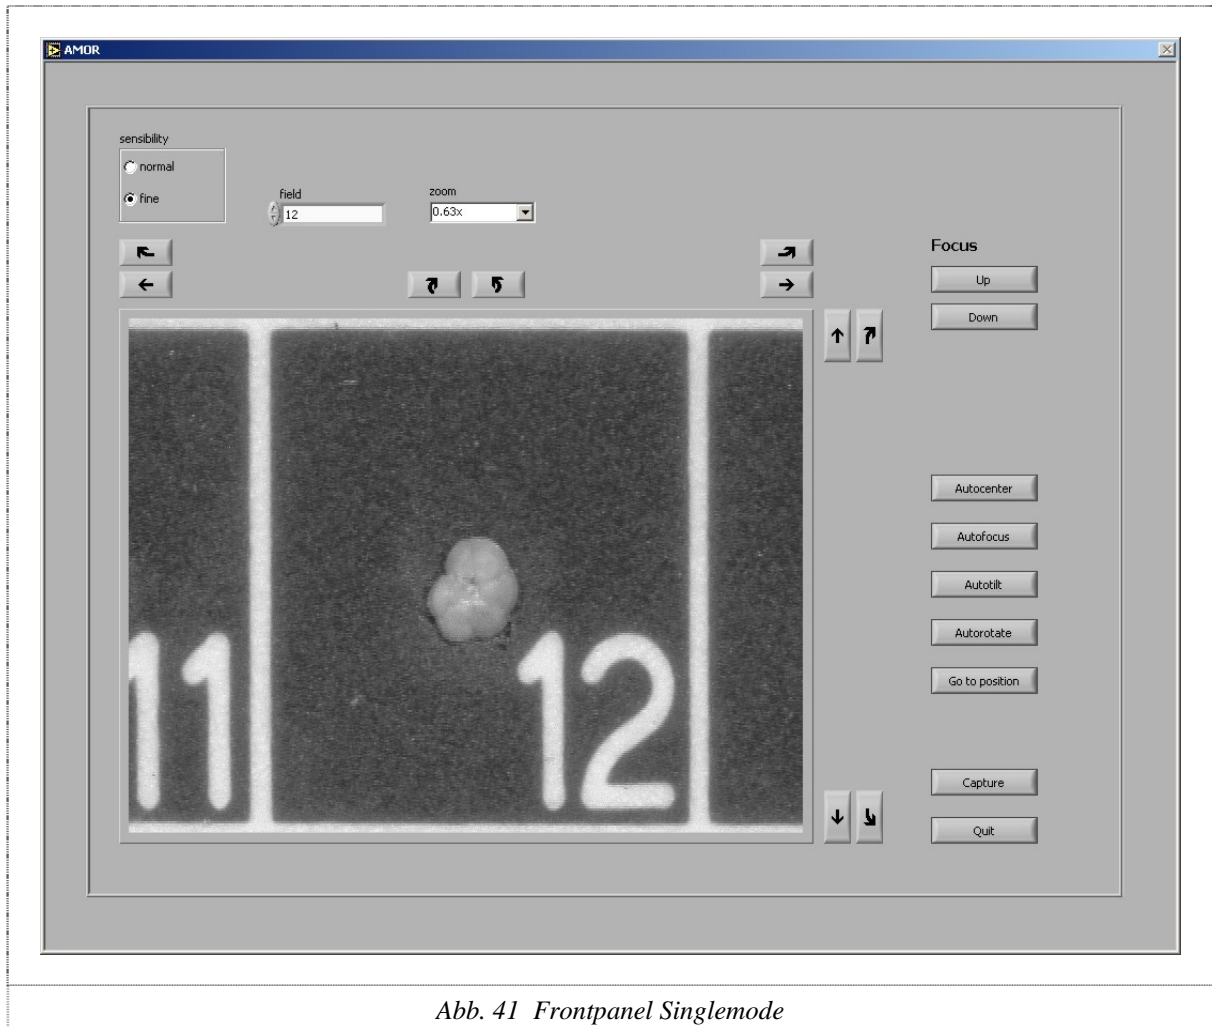 AMOR
sensibility
normal
fine
field
12
zoom
0.63x
Focus
Up
Down
Autocenter
Autofocus
Autotilt
Autorotate
Go to position
Capture
Quit
11
12
Abb. 41 Frontpanel Singlemode